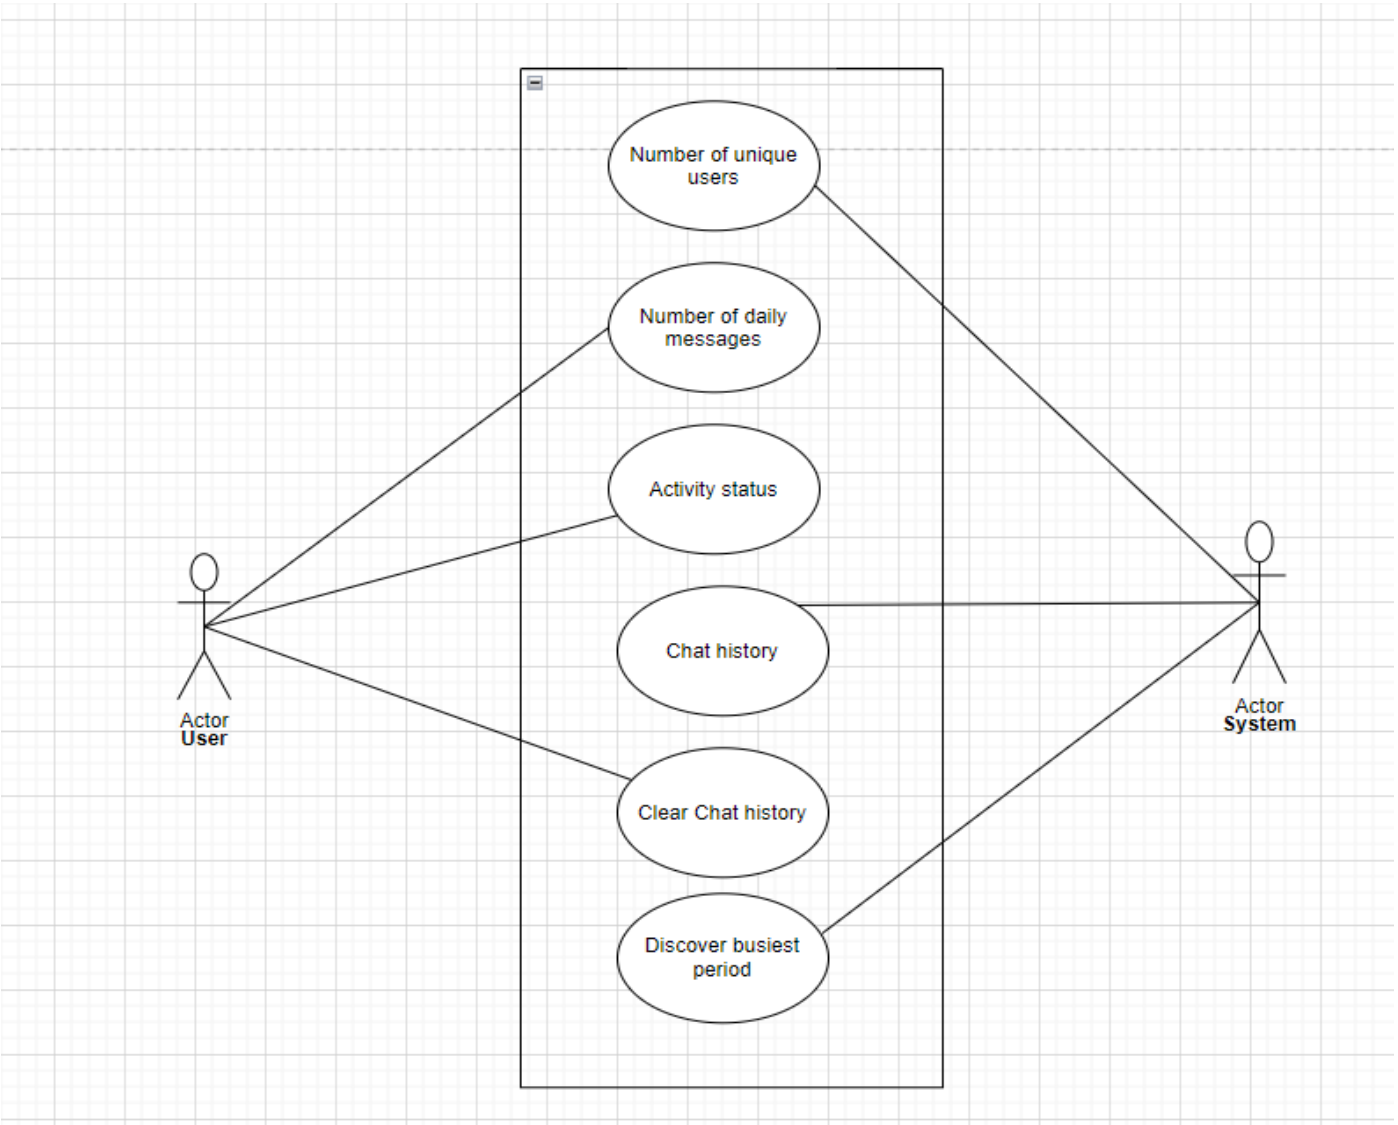 Number of unique
users
Number of daily
messages
Activity status
Chat history
Clear Chat history
Discover busiest
period
Actor
User
Actor
System